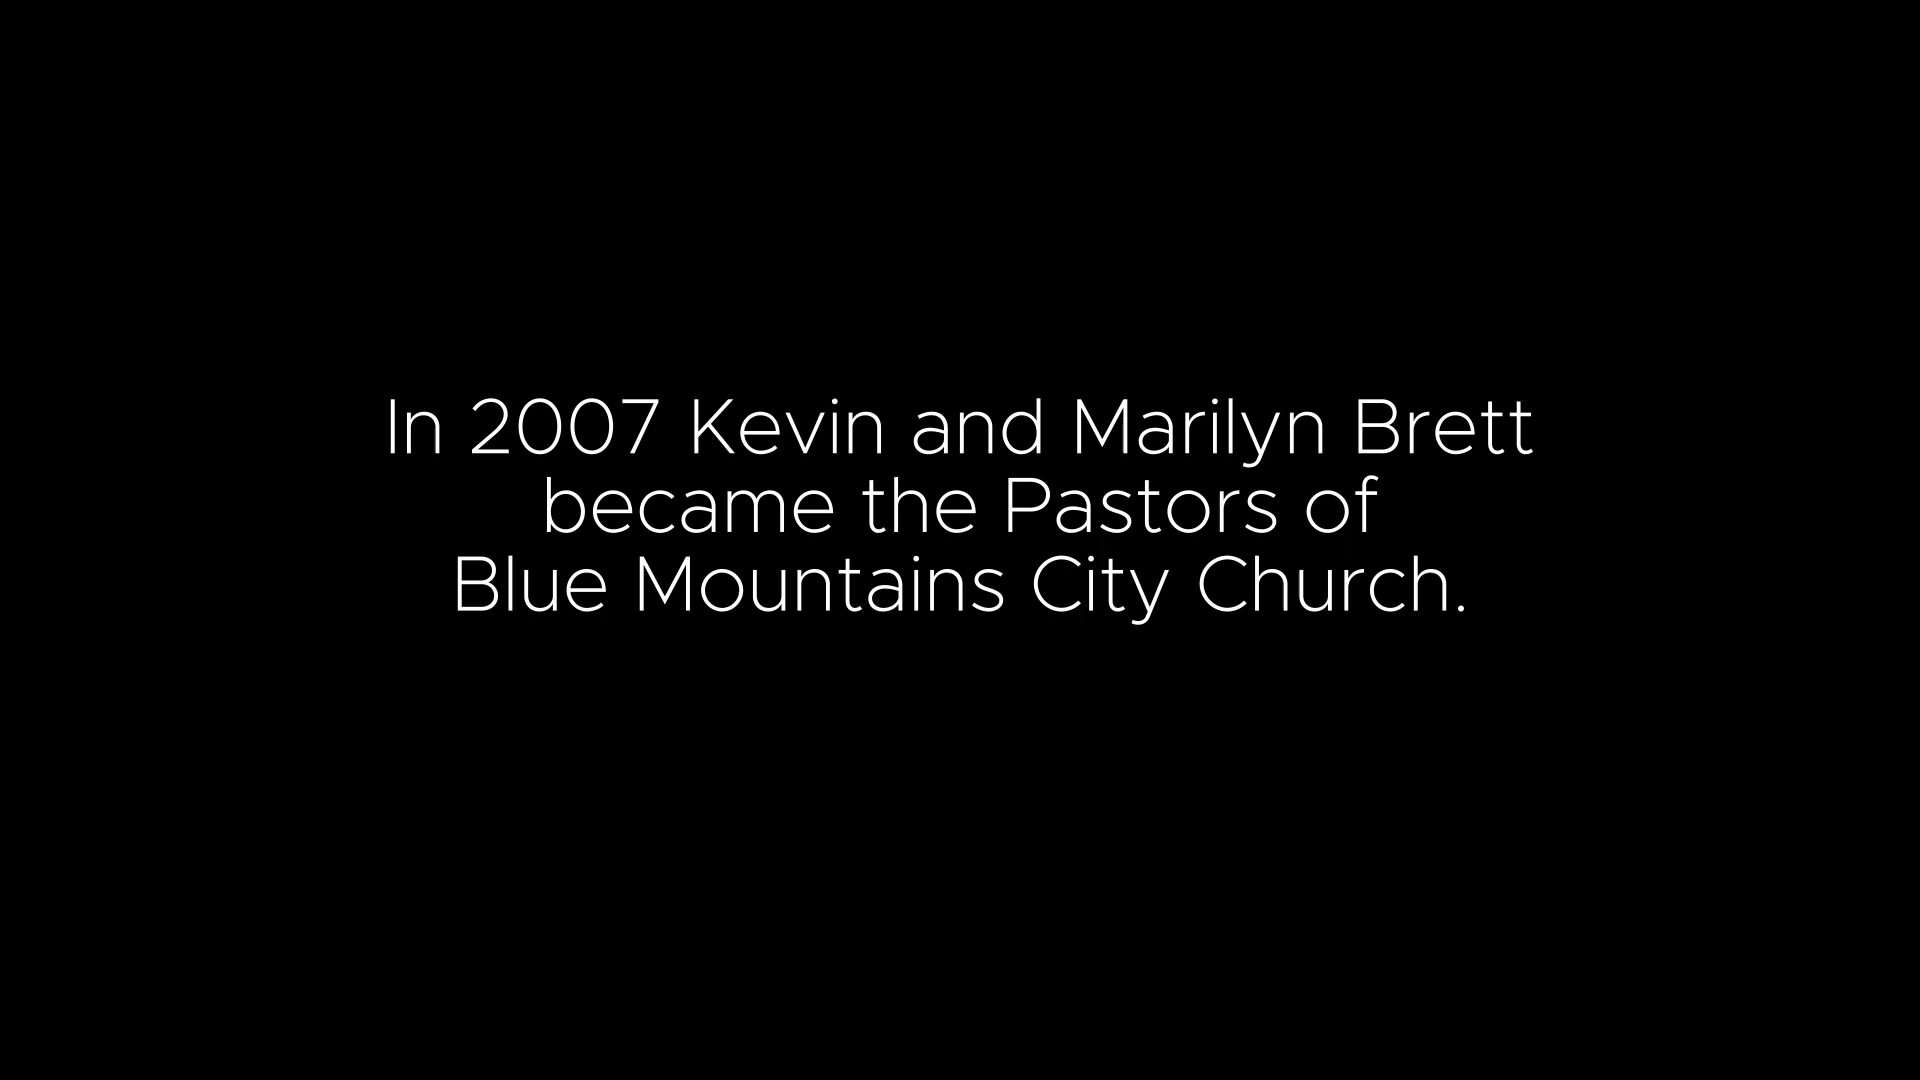 In 2007 Kevin and Marilyn Brett
became the Pastors of
Blue Mountains City Church.